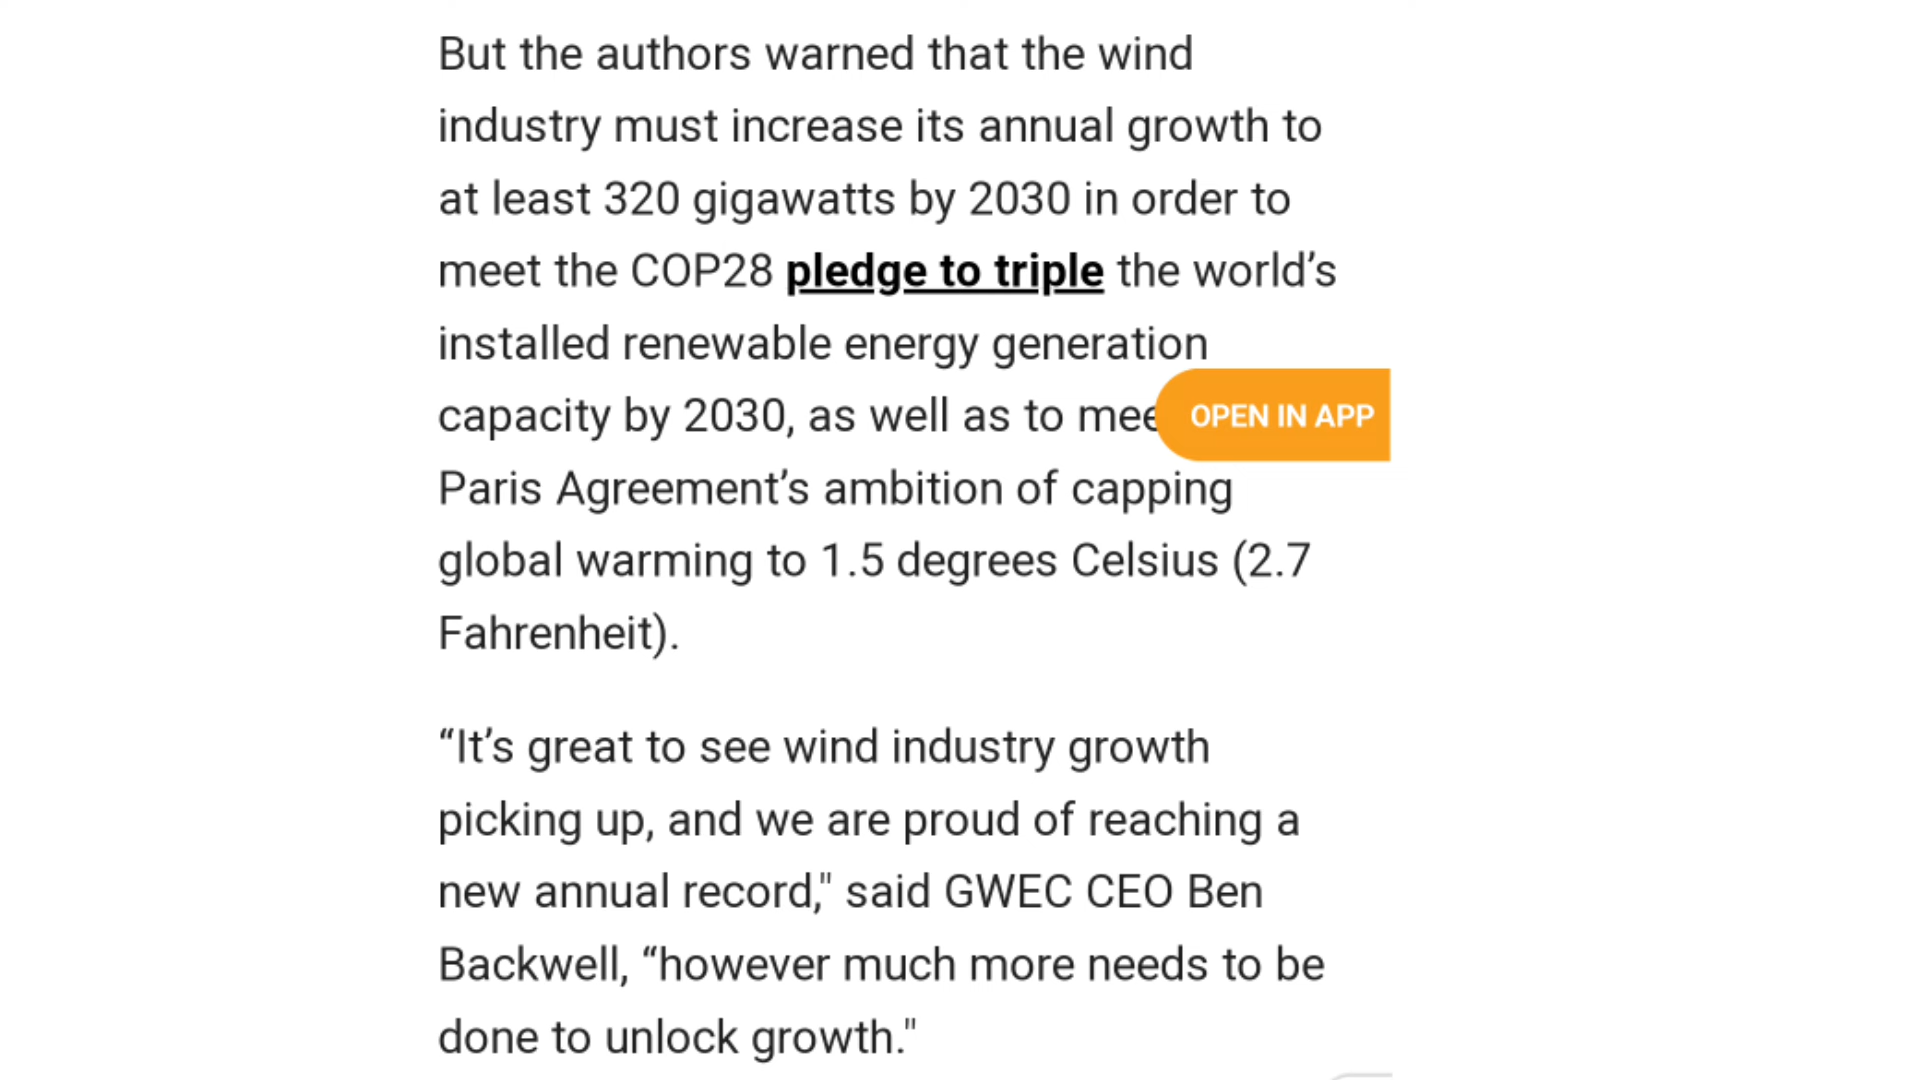 But the authors warned that the wind
industry must increase its annual growth to
at least 320 gigawatts by 2030 in order to
meet the COP28 pledge to triple the world’s
installed renewable energy generation
capacity by 2030, as well as to
OPEN IN APP
Paris Agreement’s ambition of capping
global warming to 1.5 degrees Celsius (2.7
Fahrenheit).
“It’s great to see wind industry growth
picking up, and we are proud of reaching a
new annual record," said GWEC CEO Ben
Backwell, “however much more needs to be
done to unlock growth."